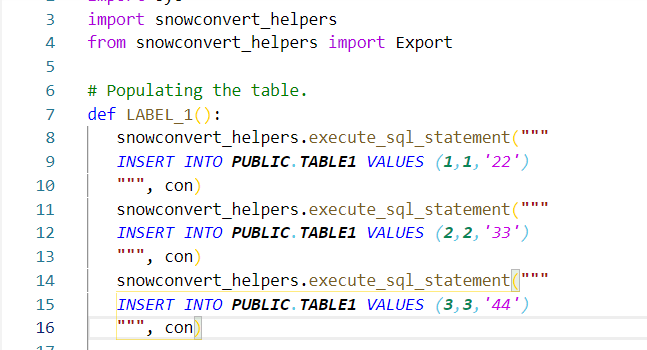 3 import snowconvert_helpers
4 from snowconvert_helpers import Export
5
6 # Populating the table.
7 def LABEL_1():
8 snowconvert_helpers.execute_sql_statement("""
9 INSERT INTO PUBLIC.TABLE1 VALUES (1,1,'22')
10 """, con)
11 snowconvert_helpers.execute_sql_statement("""
12 INSERT INTO PUBLIC.TABLE1 VALUES (2,2,'33')
13 """, con)
14 snowconvert_helpers.execute_sql_statement("""
15 INSERT INTO PUBLIC.TABLE1 VALUES (3,3,'44')
16 """, con)